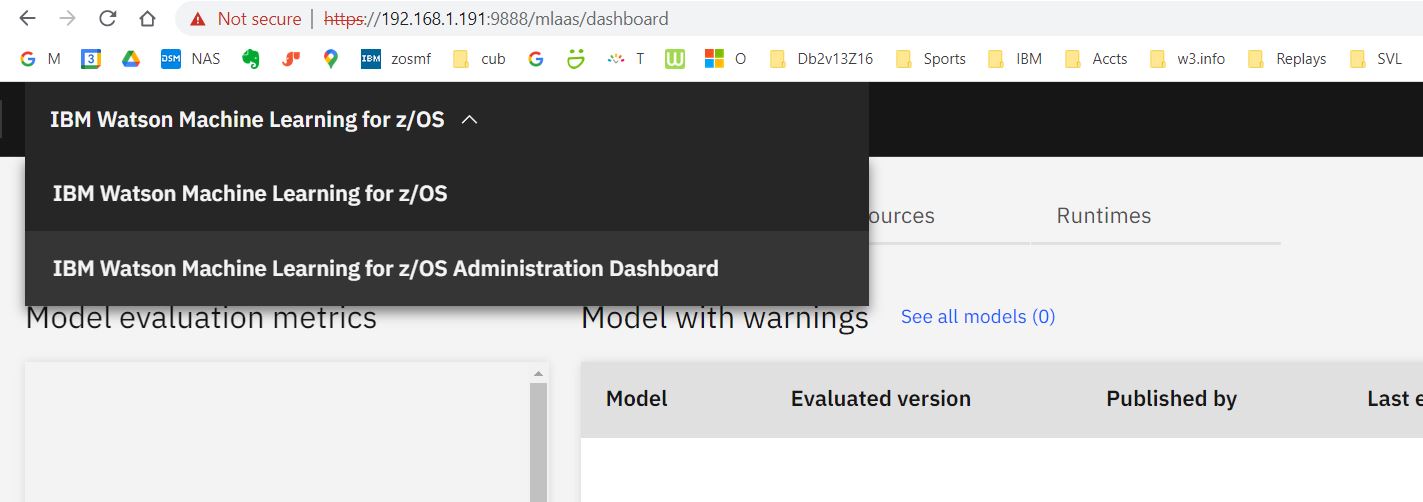 Not secure | https://192.168.1.191:9888/mlaas/dashboard
G M 31 DSM NAS IBM zosmf cub G T W O Db2v13Z16 Sports IBM Accts w3.info Replays SVL
IBM Watson Machine Learning for z/OS
IBM Watson Machine Learning for z/OS
ources Runtimes
IBM Watson Machine Learning for z/OS Administration Dashboard
Model evaluation metrics
Model with warnings See all models (0)
Model Evaluated version Published by Last e